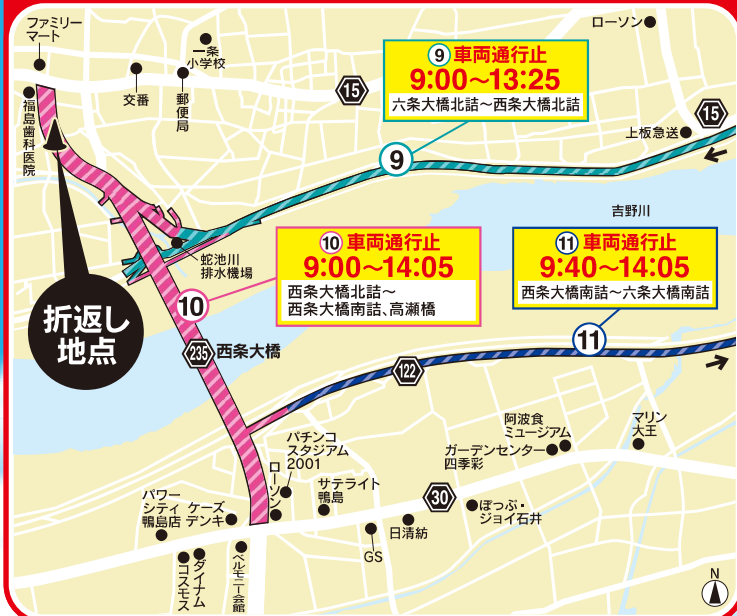 ファミリー
マート
一条
小学校
ローソン
⑨車両通行止
9:00〜13:25
六条大橋北詰〜西条大橋北詰
交番
郵便局
15
15
福島歯科医院
上板急送
9
吉野川
蛇池川
排水機場
⑩車両通行止
9:00〜14:05
西条大橋北詰〜
西条大橋南詰、高瀬橋
⑪車両通行止
9:40〜14:05
西条大橋南詰〜六条大橋南詰
10
折返し
地点
235
西条大橋
11
122
阿波食
ミュージアム
マリン
大王
パチンコ
スタジアム
2001
ガーデンセンター
四季彩
ローソン
サテライト
鴨島
30
パワー
シティ
鴨島店
ケーズ
デンキ
ぽっぷ・
ジョイ石井
日清紡
GS
コスモス
ダイナム
ベルモニー会館
N